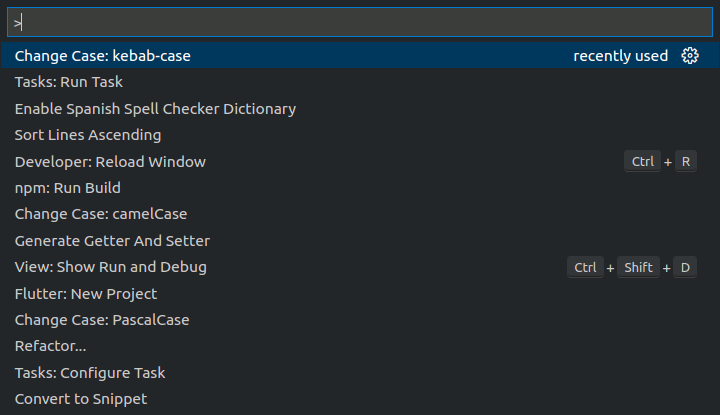 >
Change Case: kebab-case recently used
Tasks: Run Task
Enable Spanish Spell Checker Dictionary
Sort Lines Ascending
Developer: Reload Window Ctrl + R
npm: Run Build
Change Case: camelCase
Generate Getter And Setter
View: Show Run and Debug Ctrl + Shift + D
Flutter: New Project
Change Case: PascalCase
Refactor...
Tasks: Configure Task
Convert to Snippet